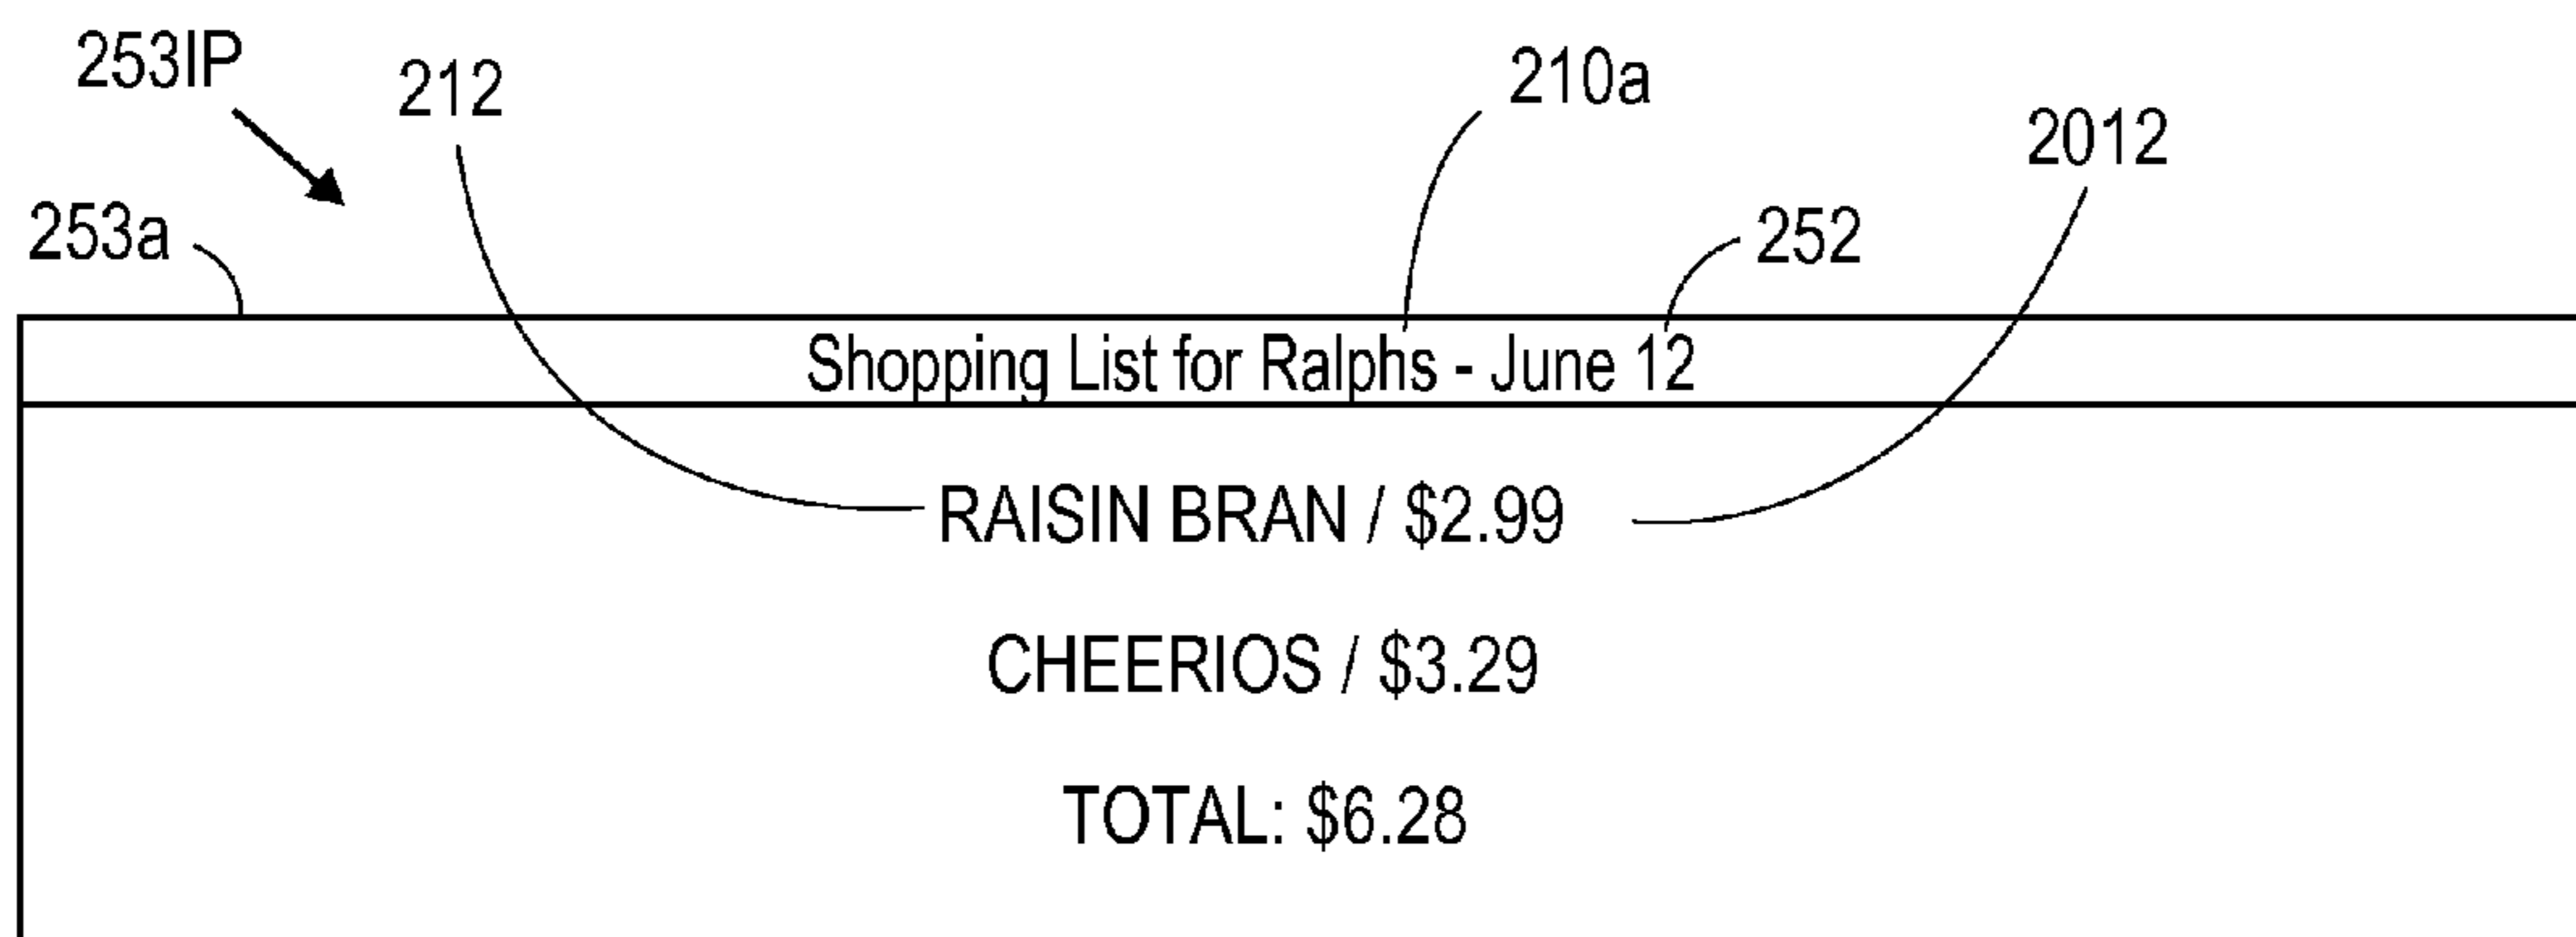 253IP
212
210a
2012
253a
252
Shopping List for Ralphs - June 12
RAISIN BRAN / $2.99
CHEERIOS / $3.29
TOTAL: $6.28